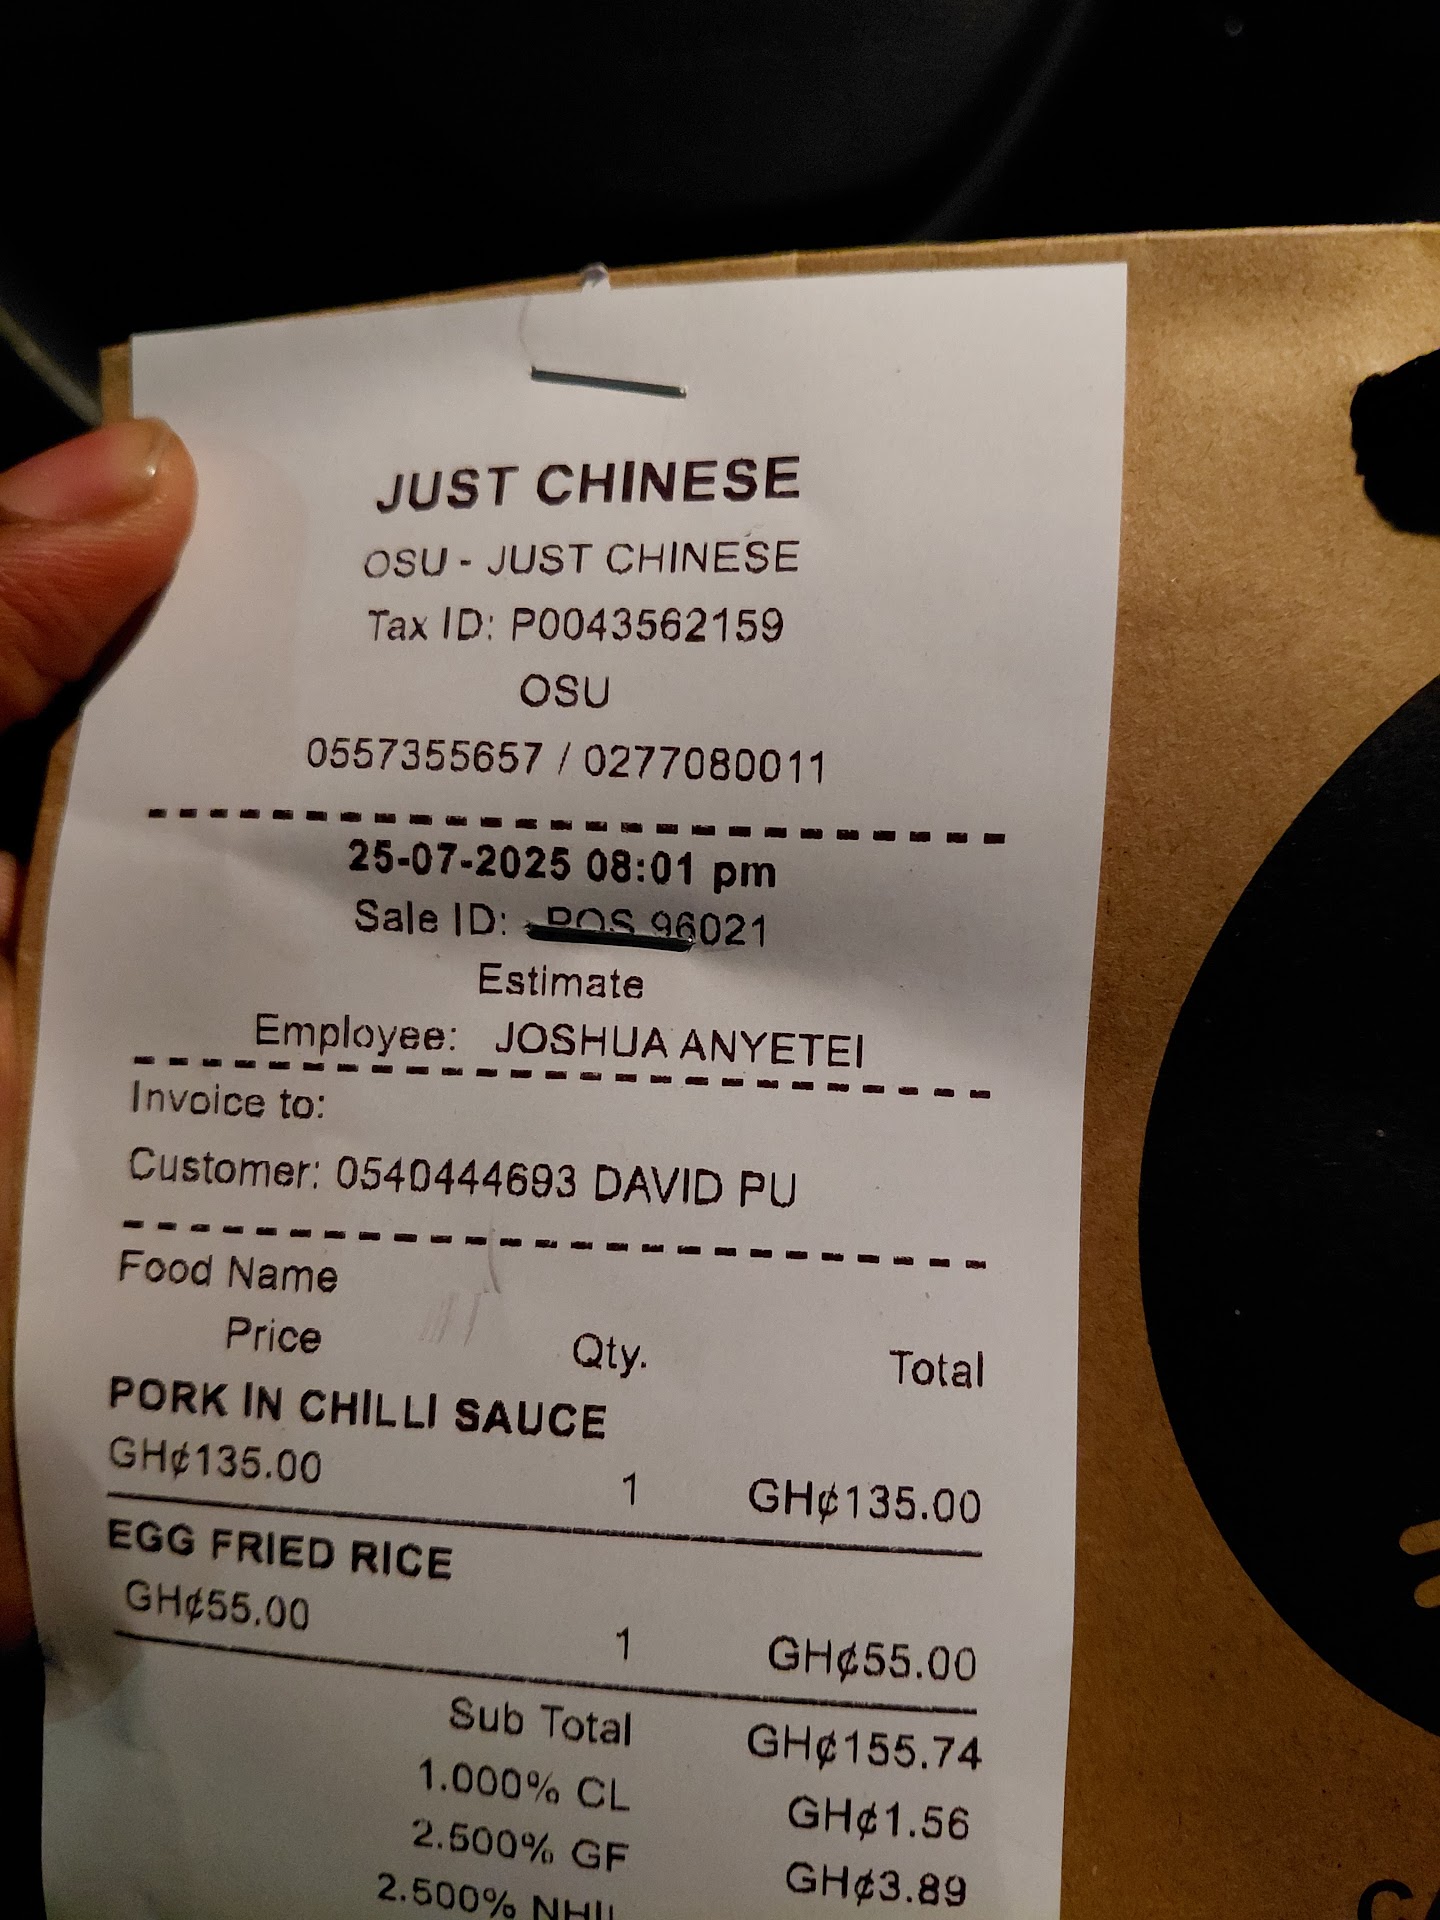 JUST CHINESE
OSU - JUST CHINESE
Tax ID: P0043562159
OSU
0557355657 / 0277080011
25-07-2025 08:01 pm
Sale ID: POS 96021
Estimate
Employee: JOSHUA ANYETEI
Invoice to:
Customer: 0540444693 DAVID PU
Food Name
Price Qty. Total
PORK IN CHILLI SAUCE
GH¢135.00 1 GH¢135.00
EGG FRIED RICE
GH¢55.00 1 GH¢55.00
Sub Total GH¢155.74
1.000% CL GH¢1.56
2.500% GF GH¢3.89
2.500% NHIL